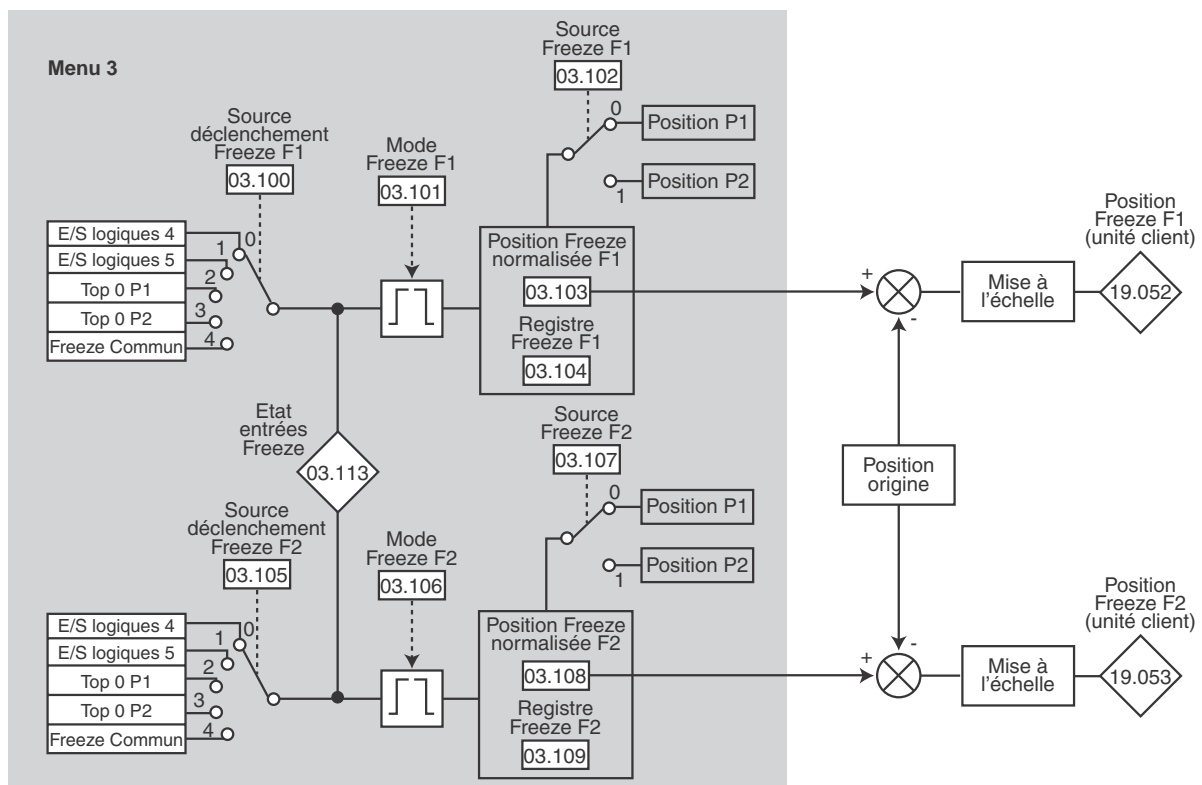 Menu 3
Source
Freeze F1
03.102
0
Position P1
1
Position P2
Source
déclenchement
Freeze F1
03.100
Mode
Freeze F1
03.101
E/S logiques 4
E/S logiques 5
Top 0 P1
Top 0 P2
Freeze Commun
0
1
2
3
4
Position Freeze
normalisée F1
03.103
Registre
Freeze F1
03.104
+
-
Mise à
l'échelle
Position
Freeze F1
(unité client)
19.052
Etat
entrées
Freeze
03.113
Position
origine
Source
Freeze F2
03.107
0
Position P1
1
Position P2
Source
déclenchement
Freeze F2
03.105
Mode
Freeze F2
03.106
E/S logiques 4
E/S logiques 5
Top 0 P1
Top 0 P2
Freeze Commun
0
1
2
3
4
Position Freeze
normalisée F2
03.108
Registre
Freeze F2
03.109
+
-
Mise à
l'échelle
Position
Freeze F2
(unité client)
19.053